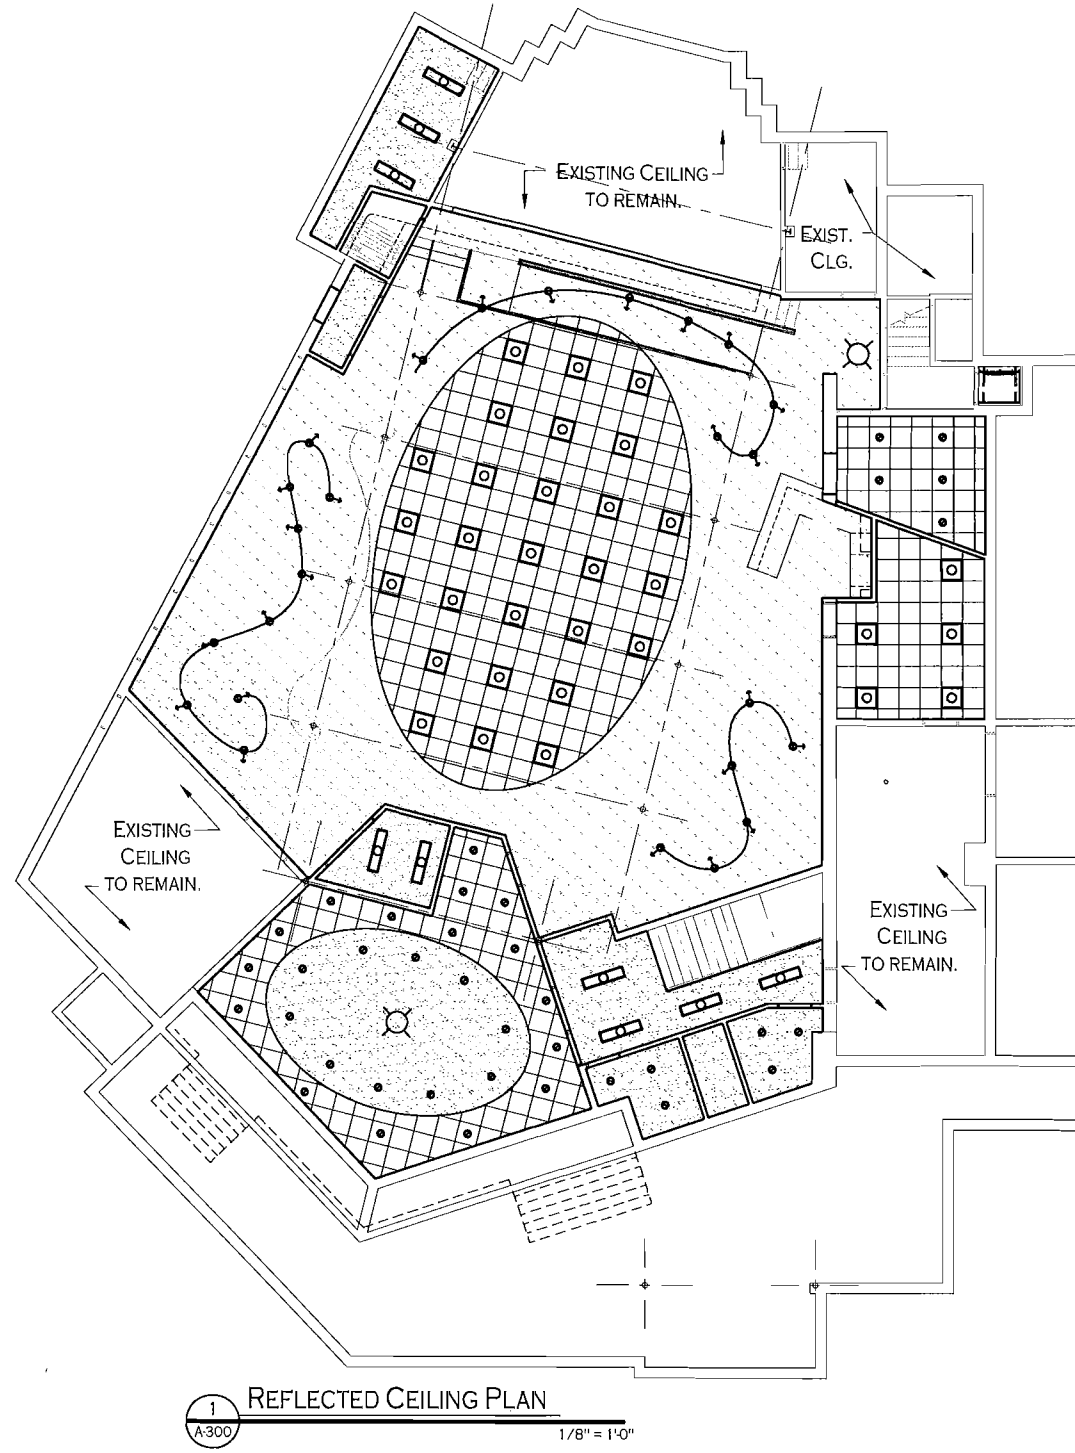 EXISTING CEILING
TO REMAIN.
EXIST.
CLG.
EXISTING
CEILING
TO REMAIN.
EXISTING
CEILING
TO REMAIN.
1
A-300
REFLECTED CEILING PLAN
1/8" = 1'-0"